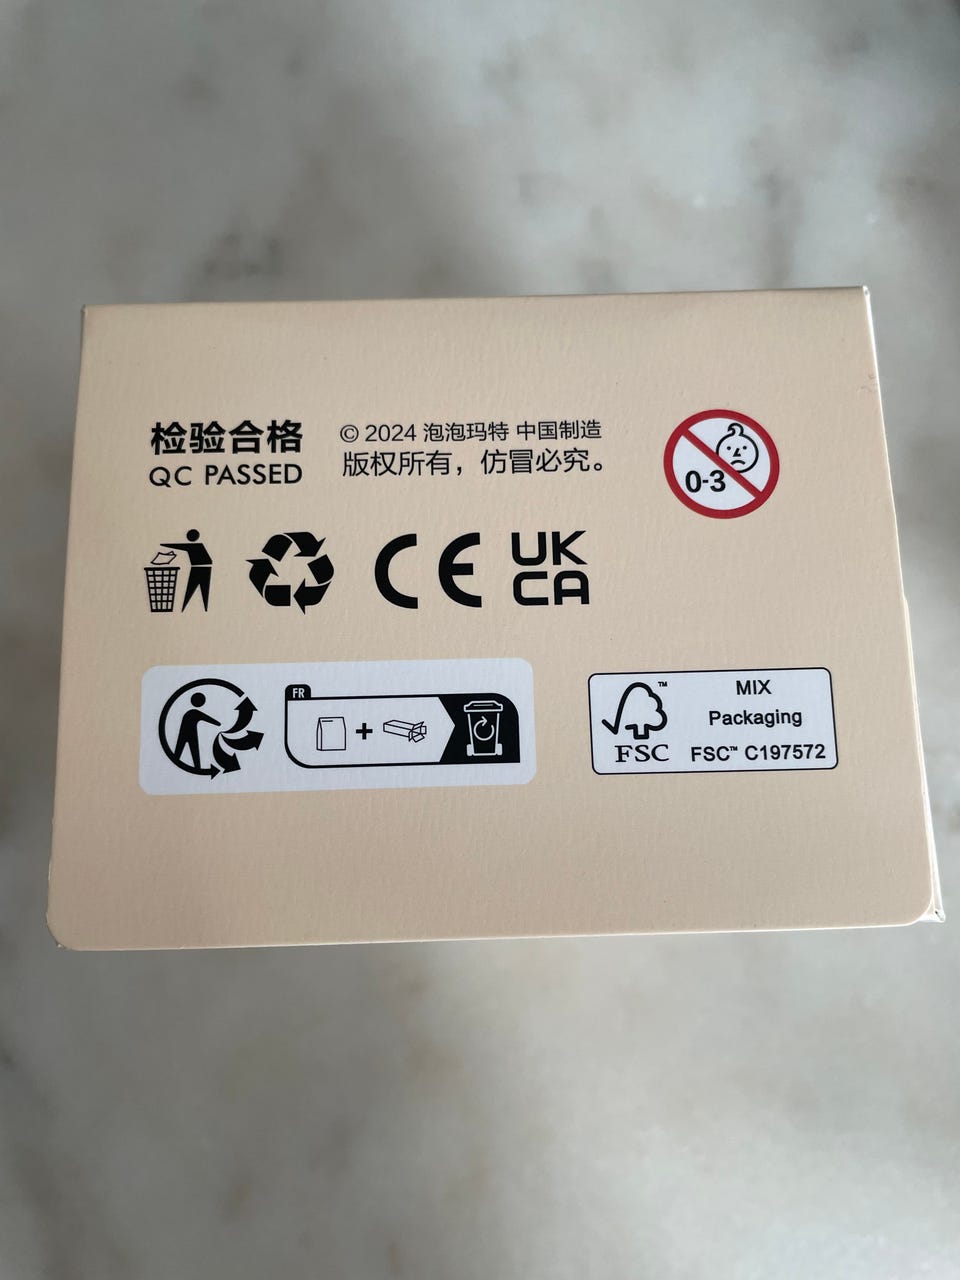 检验合格
QC PASSED
© 2024 泡泡玛特 中国制造
版权所有，仿冒必究。
0-3
CE
UK
CA
FR
FSC
™
MIX
Packaging
FSC™ C197572